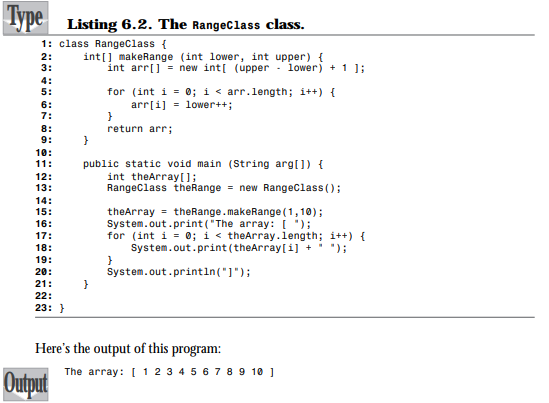 Type
Listing 6.2. The RangeClass class.
1: class RangeClass {
2:     int[] makeRange (int lower, int upper) {
3:         int arr[] = new int[ (upper - lower) + 1 ];
4:
5:         for (int i = 0; i < arr.length; i++) {
6:             arr[i] = lower++;
7:         }
8:         return arr;
9:     }
10:
11:     public static void main (String arg[]) {
12:         int theArray[];
13:         RangeClass theRange = new RangeClass();
14:
15:         theArray = theRange.makeRange(1,10);
16:         System.out.print("The array: [ ");
17:         for (int i = 0; i < theArray.length; i++) {
18:             System.out.print(theArray[i] + " ");
19:         }
20:         System.out.println("]");
21:     }
22:
23: }
Here's the output of this program:
Output
The array: [ 1 2 3 4 5 6 7 8 9 10 ]